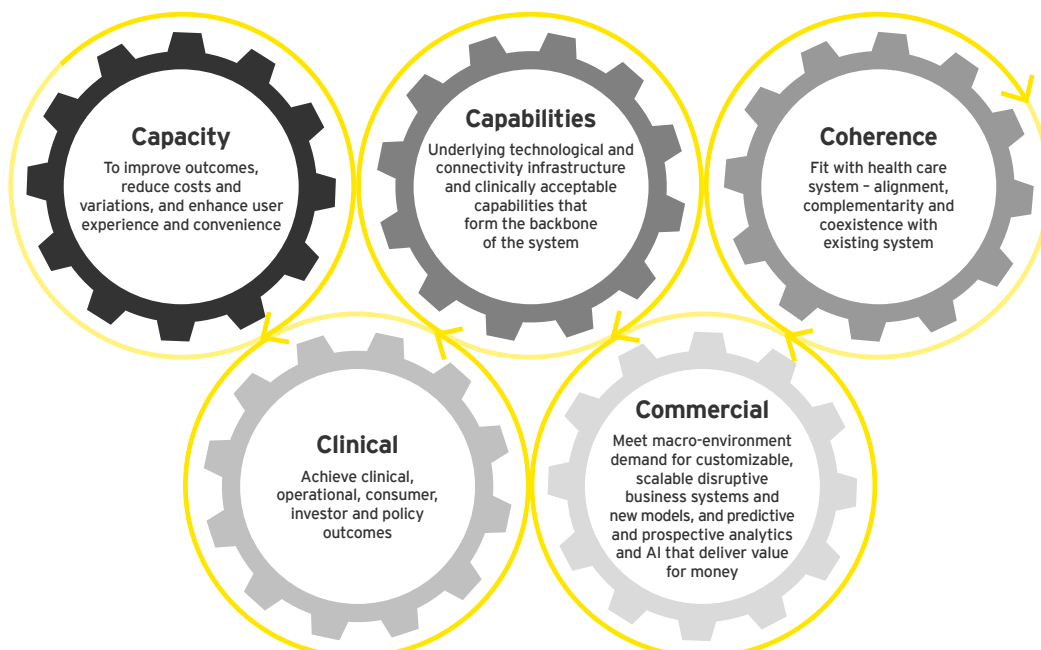 Capacity
To improve outcomes,
reduce costs and
variations, and enhance user
experience and convenience
Capabilities
Underlying technological and
connectivity infrastructure
and clinically acceptable
capabilities that
form the backbone
of the system
Coherence
Fit with health care
system – alignment,
complementarity and
coexistence with
existing system
Clinical
Achieve clinical,
operational, consumer,
investor and policy
outcomes
Commercial
Meet macro-environment
demand for customizable,
scalable disruptive
business systems and
new models, and predictive
and prospective analytics
and AI that deliver value
for money